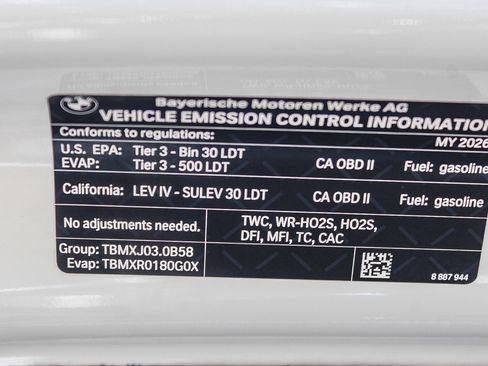 Bayerische Motoren Werke AG
VEHICLE EMISSION CONTROL INFORMATION
Conforms to regulations: MY 2026
U.S. EPA: Tier 3 - Bin 30 LDT CA OBD II Fuel: gasoline
EVAP: Tier 3 - 500 LDT
California: LEV IV - SULEV 30 LDT CA OBD II Fuel: gasoline
No adjustments needed.
TWC, WR-HO2S, HO2S,
DFI, MFI, TC, CAC
Group: TBMXJ03.0B58
Evap: TBMXR0180G0X
8 887 944